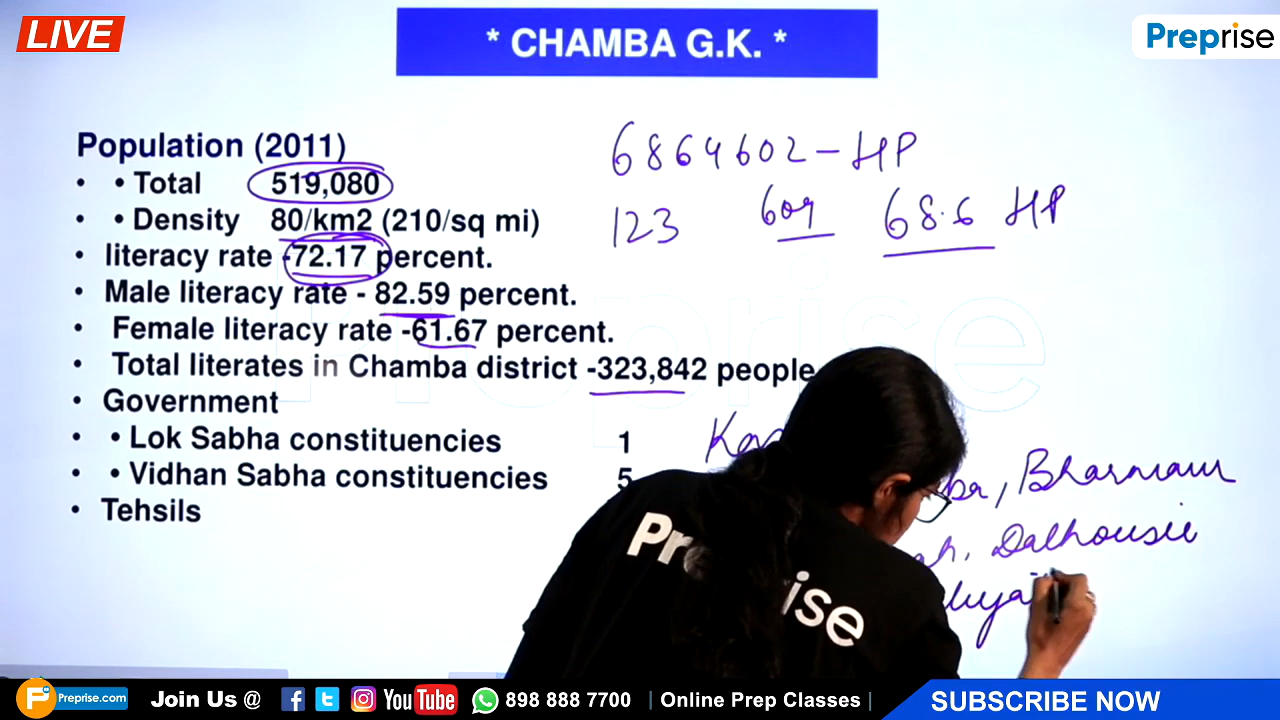 LIVE
* CHAMBA G.K. *
Preprise
Population (2011)
• • Total 519,080
6864602 – HP
• • Density 80/km2 (210/sq mi)
123 609 68.6 HP
• literacy rate -72.17 percent.
• Male literacy rate - 82.59 percent.
• Female literacy rate -61.67 percent.
• Total literates in Chamba district -323,842 people
• Government
• • Lok Sabha constituencies 1
• • Vidhan Sabha constituencies 5
, Bharmaur
• Tehsils
Dalhousie
Preprise
Preprise.com Join Us @ YouTube 898 888 7700 | Online Prep Classes | SUBSCRIBE NOW